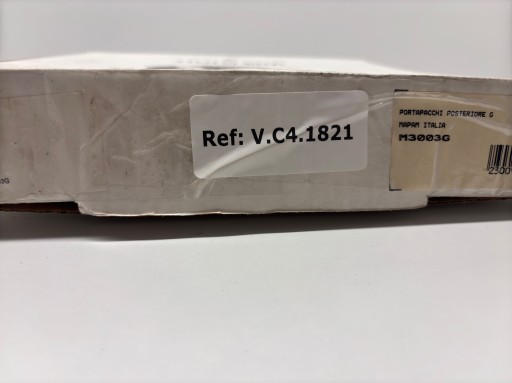 Ref: V.C4.1821
PORTAPACCHI POSTERIORE G
MAPAM ITALIA
M3003G